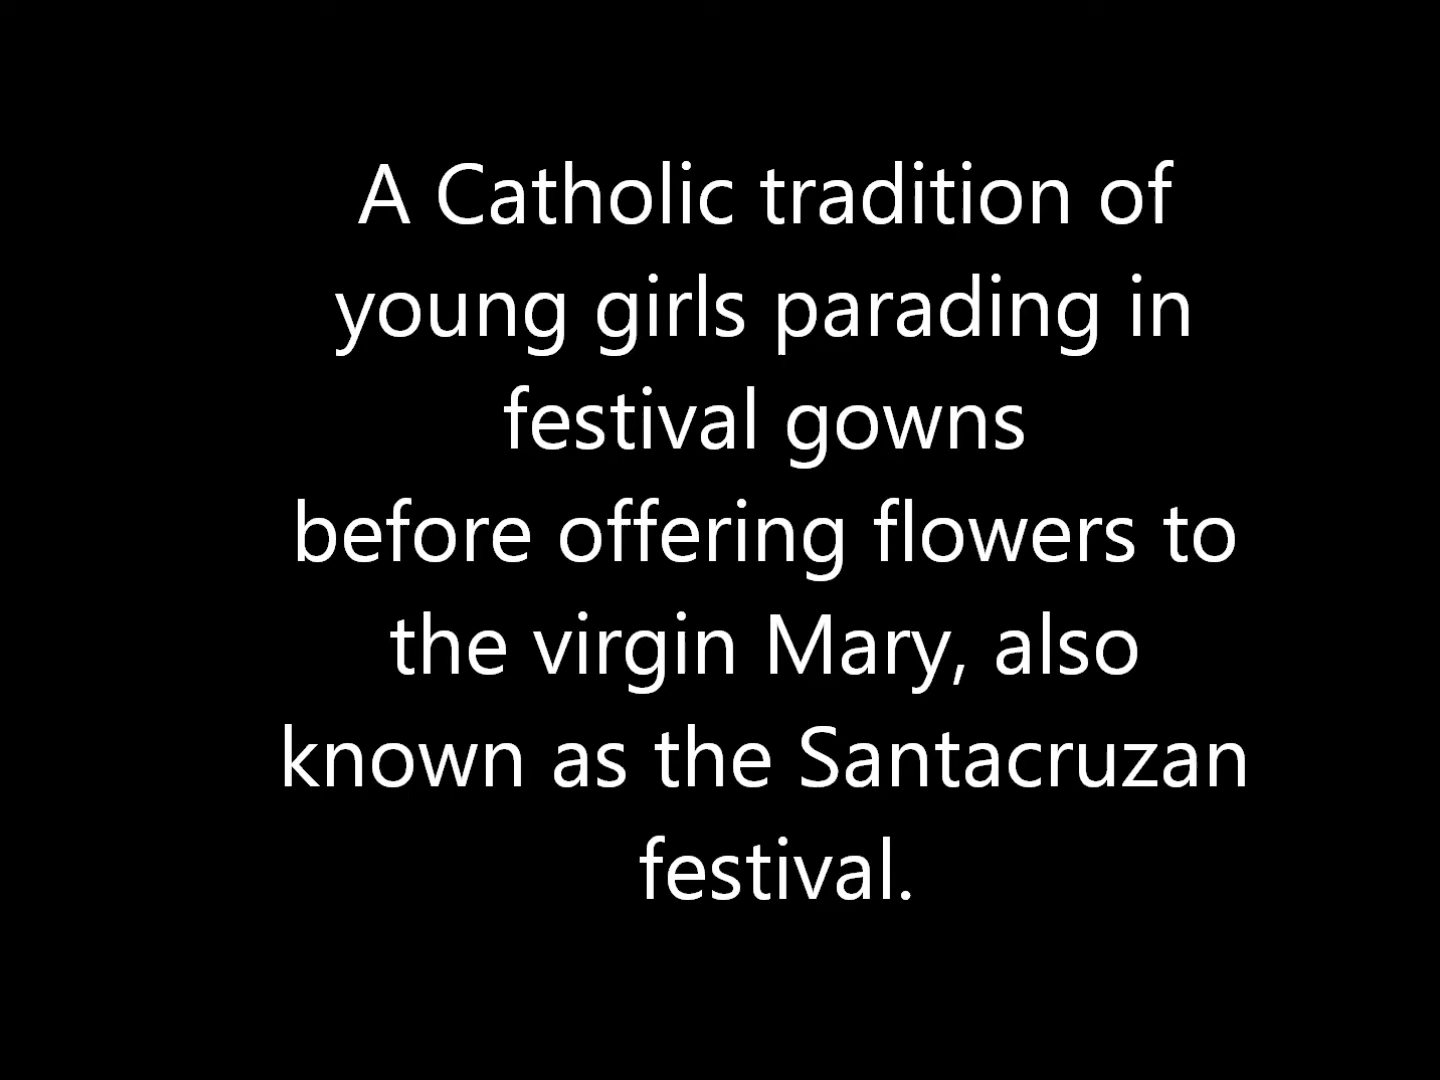 A Catholic tradition of
young girls parading in
festival gowns
before offering flowers to
the virgin Mary, also
known as the Santacruzan
festival.